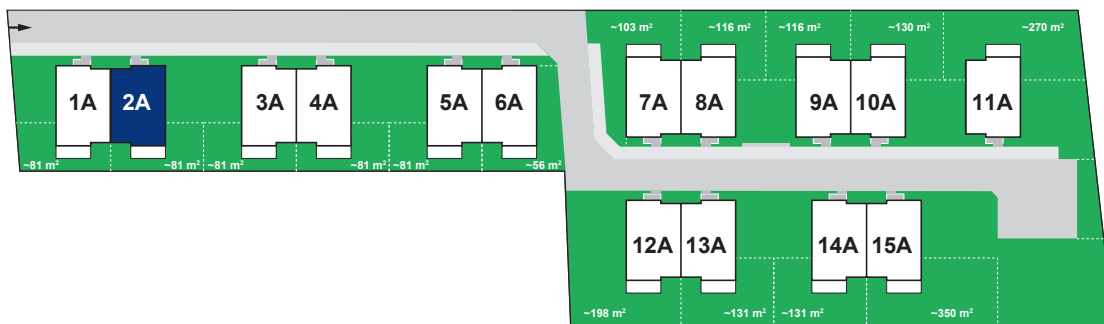 ~103 m²
~116 m²
~116 m²
~130 m²
~270 m²
1A
2A
3A
4A
5A
6A
7A
8A
9A
10A
11A
~81 m²
~81 m²
~81 m²
~81 m²
~81 m²
~56 m²
12A
13A
14A
15A
~198 m²
~131 m²
~131 m²
~350 m²